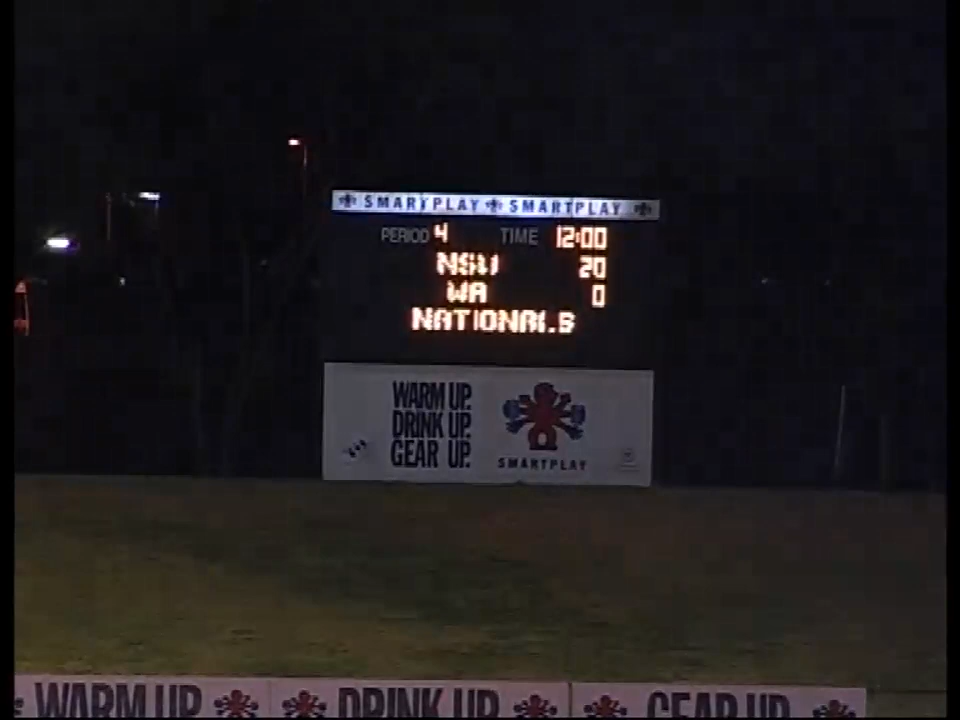 SMARTPLAY SMARTPLAY
PERIOD 4 TIME 12:00
NSW 20
WA 0
NATIONALS
WARM UP.
DRINK UP.
GEAR UP.
SMARTPLAY
WARM UP DRINK UP GEAR UP